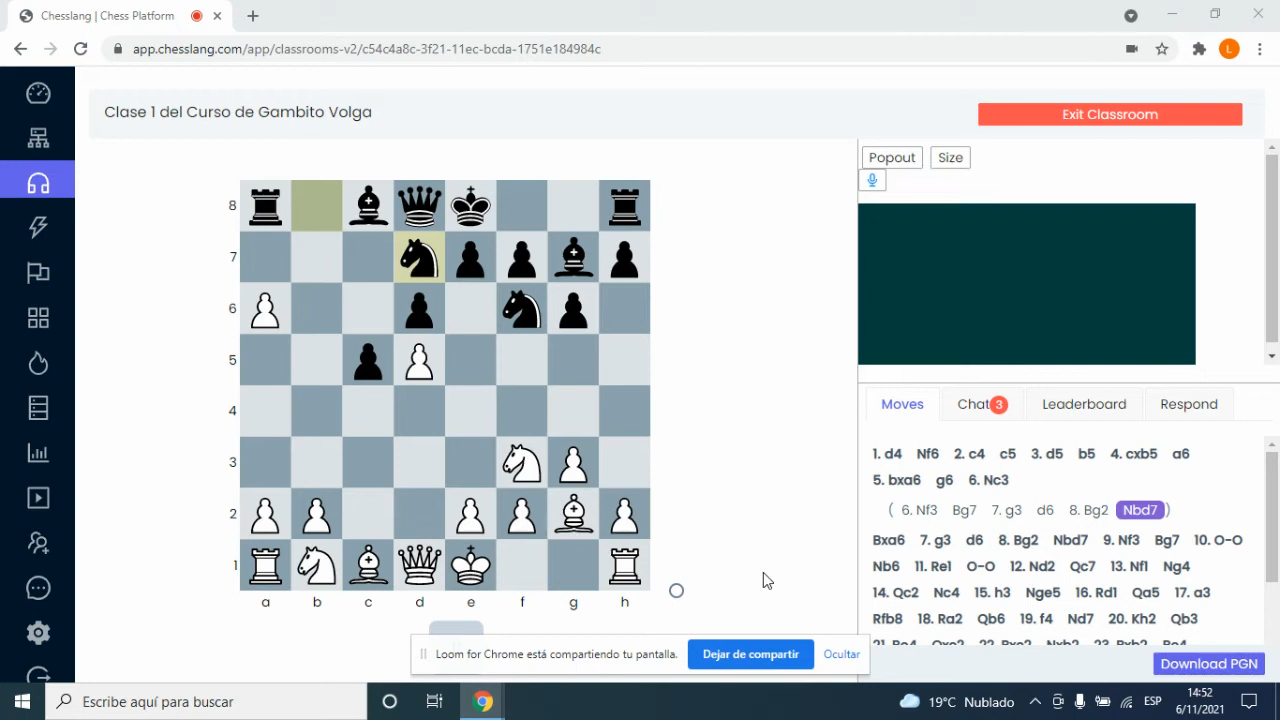 Chesslang | Chess Platform
app.chesslang.com/app/classrooms-v2/c54c4a8c-3f21-11ec-bcda-1751e184984c
L
Clase 1 del Curso de Gambito Volga
Exit Classroom
Popout Size
8
7
6
5
4
3
2
1
a b c d e f g h
Moves Chat 3 Leaderboard Respond
1. d4 Nf6 2. c4 c5 3. d5 b5 4. cxb5 a6
5. bxa6 g6 6. Nc3
( 6. Nf3 Bg7 7. g3 d6 8. Bg2 Nbd7 )
Bxa6 7. g3 d6 8. Bg2 Nbd7 9. Nf3 Bg7 10. O-O
Nb6 11. Re1 O-O 12. Nd2 Qc7 13. Nf1 Ng4
14. Qc2 Nc4 15. h3 Nge5 16. Rd1 Qa5 17. a3
Rfb8 18. Ra2 Qb6 19. f4 Nd7 20. Kh2 Qb3
Download PGN
Loom for Chrome está compartiendo tu pantalla. Dejar de compartir Ocultar
Escribe aquí para buscar
19°C Nublado
ESP
14:52
6/11/2021